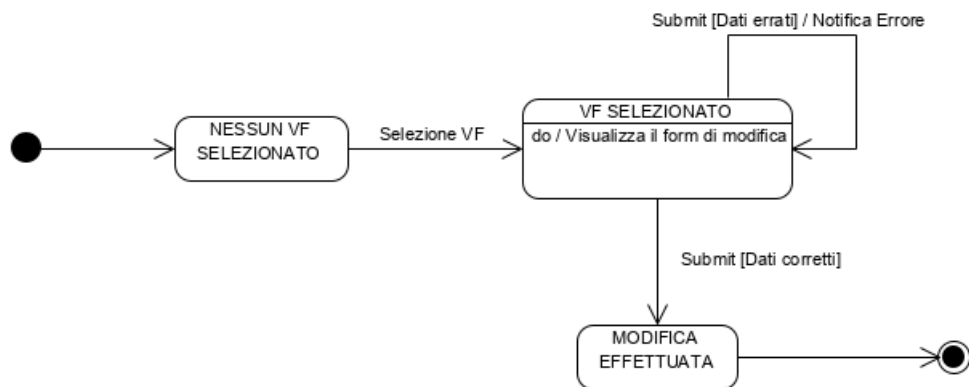 Submit [Dati errati] / Notifica Errore
NESSUN VF
SELEZIONATO
Selezione VF
VF SELEZIONATO
do / Visualizza il form di modifica
Submit [Dati corretti]
MODIFICA
EFFETTUATA